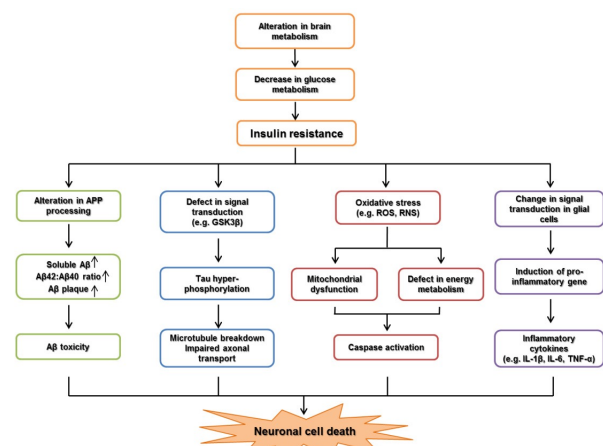 Alteration in brain
metabolism
Decrease in glucose
metabolism
Insulin resistance
Alteration in APP
processing
Soluble Aβ↑
Aβ42:Aβ40 ratio↑
Aβ plaque ↑
Aβ toxicity
Defect in signal
transduction
(e.g. GSK3β)
Tau hyper-
phosphorylation
Microtubule breakdown
Impaired axonal
transport
Oxidative stress
(e.g. ROS, RNS)
Mitochondrial
dysfunction
Defect in energy
metabolism
Caspase activation
Change in signal
transduction in glial
cells
Induction of pro-
inflammatory gene
Inflammatory
cytokines
(e.g. IL-1β, IL-6, TNF-α)
Neuronal cell death